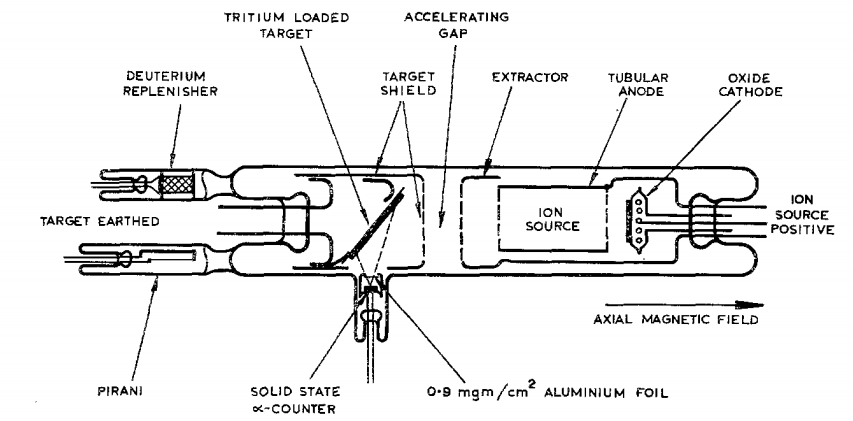 TRITIUM LOADED
TARGET
ACCELERATING
GAP
DEUTERIUM
REPLENISHER
TARGET
SHIELD
EXTRACTOR
TUBULAR
ANODE
OXIDE
CATHODE
TARGET EARTHED
ION
SOURCE
ION
SOURCE
POSITIVE
AXIAL MAGNETIC FIELD
PIRANI
SOLID STATE
α-COUNTER
0·9 mgm/cm² ALUMINIUM FOIL